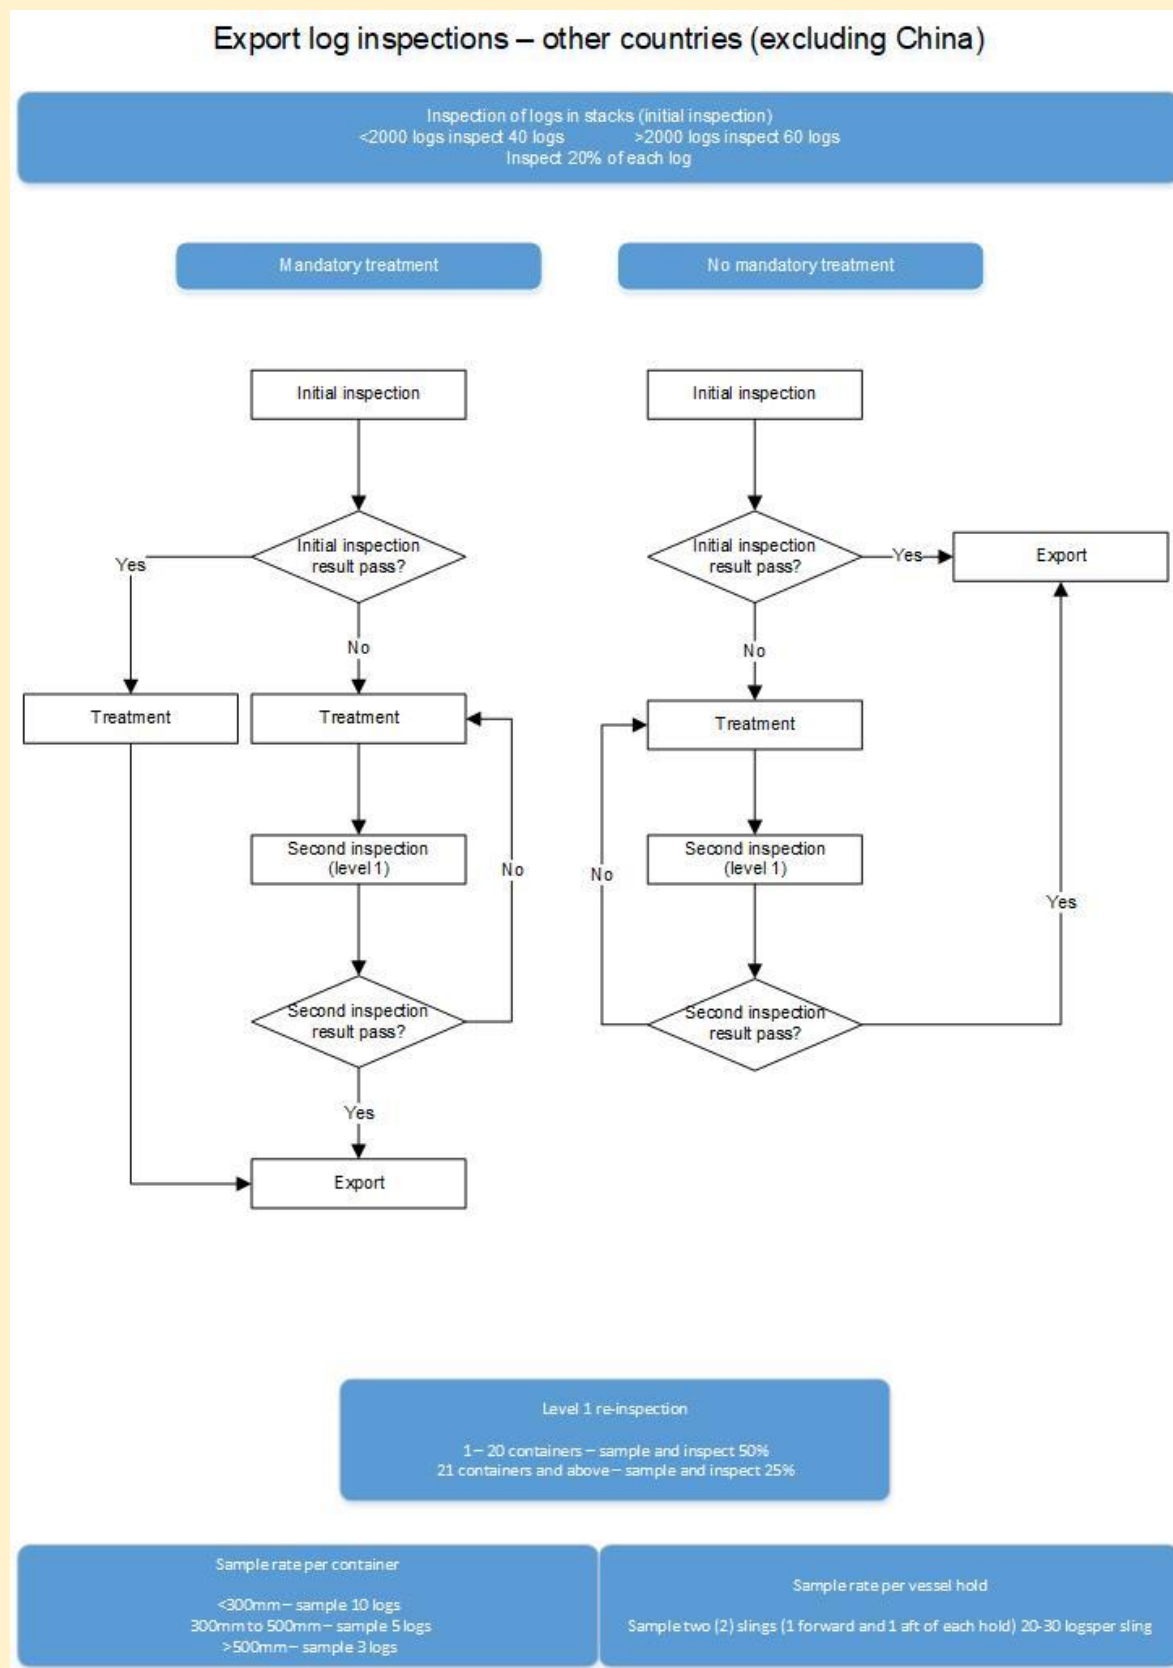 Export log inspections – other countries (excluding China)
Inspection of logs in stacks (initial inspection)
<2000 logs inspect 40 logs >2000 logs inspect 60 logs
Inspect 20% of each log
Mandatory treatment
No mandatory treatment
Initial inspection
Initial inspection
Initial inspection
result pass?
Yes
No
Initial inspection
result pass?
Yes
Export
No
Treatment
Treatment
Treatment
Second inspection
(level 1)
No
Second inspection
(level 1)
No
Yes
Second inspection
result pass?
Second inspection
result pass?
Yes
Export
Level 1 re-inspection
1 – 20 containers – sample and inspect 50%
21 containers and above – sample and inspect 25%
Sample rate per container
<300mm – sample 10 logs
300mm to 500mm – sample 5 logs
>500mm – sample 3 logs
Sample rate per vessel hold
Sample two (2) slings (1 forward and 1 aft of each hold) 20-30 logsper sling